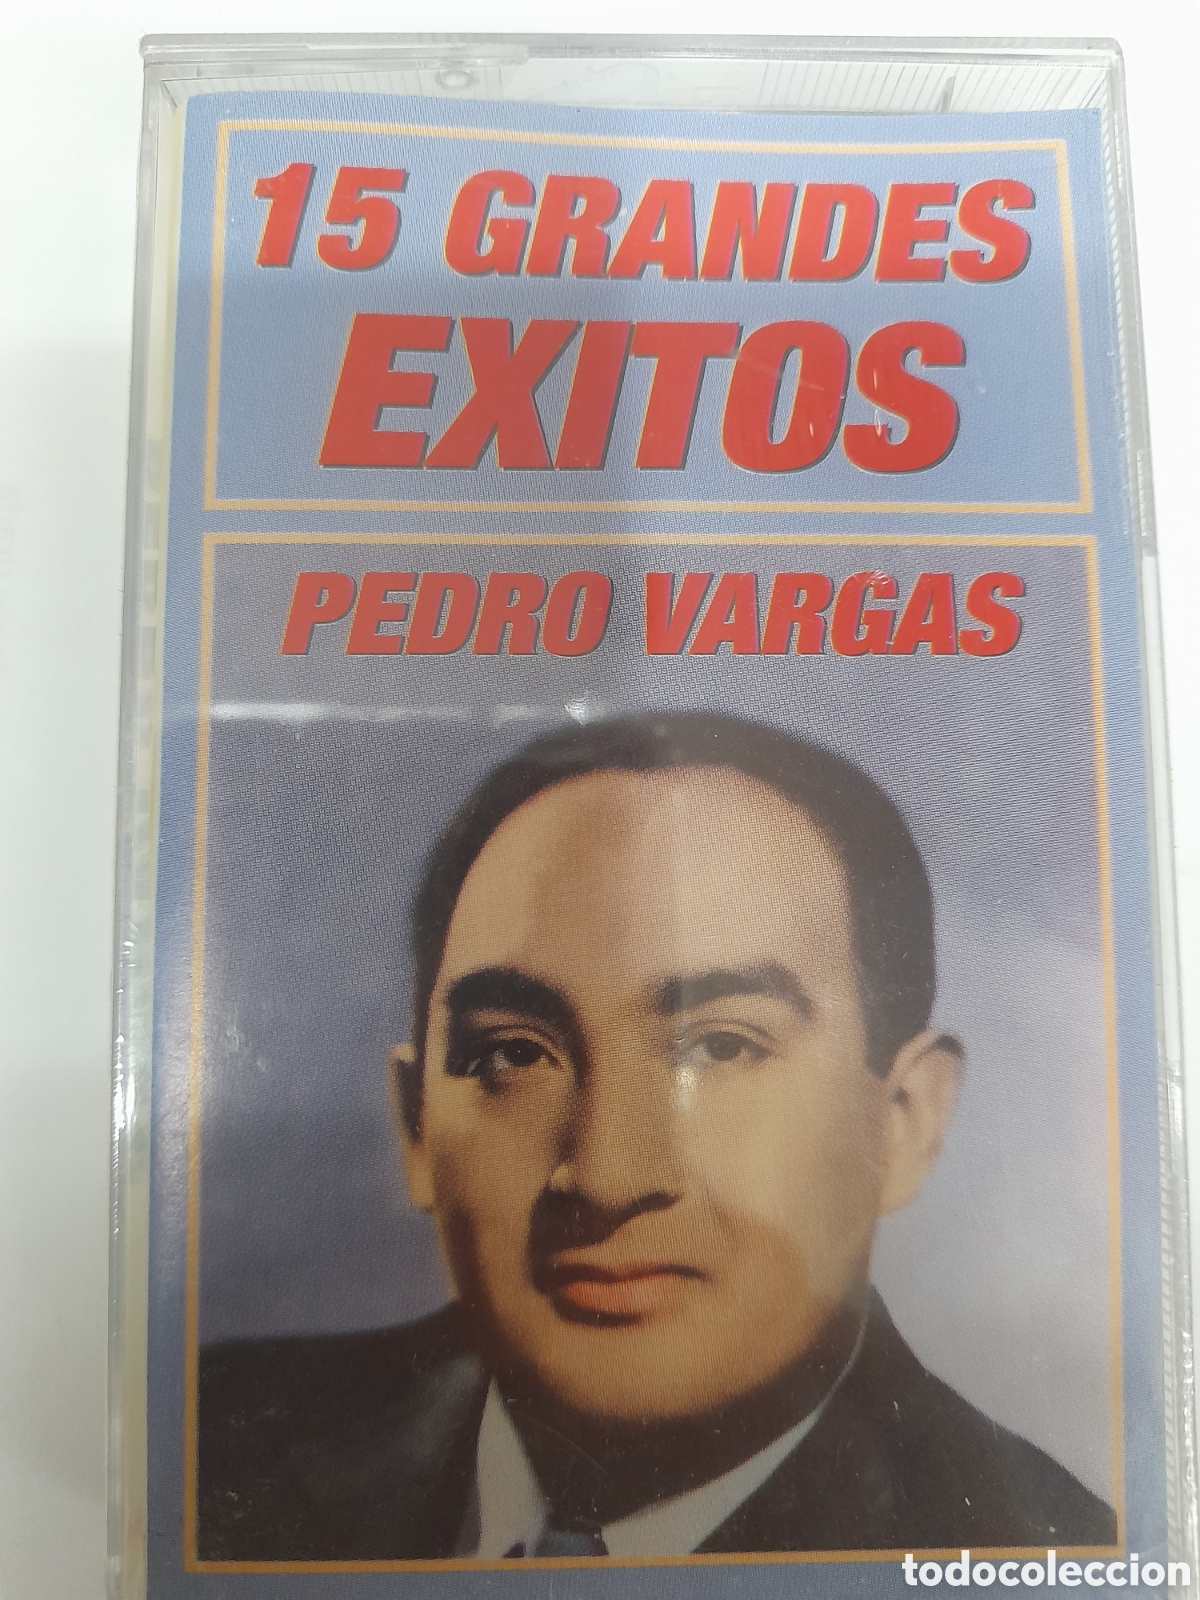 15 GRANDES
EXITOS
PEDRO VARGAS
todocoleccion